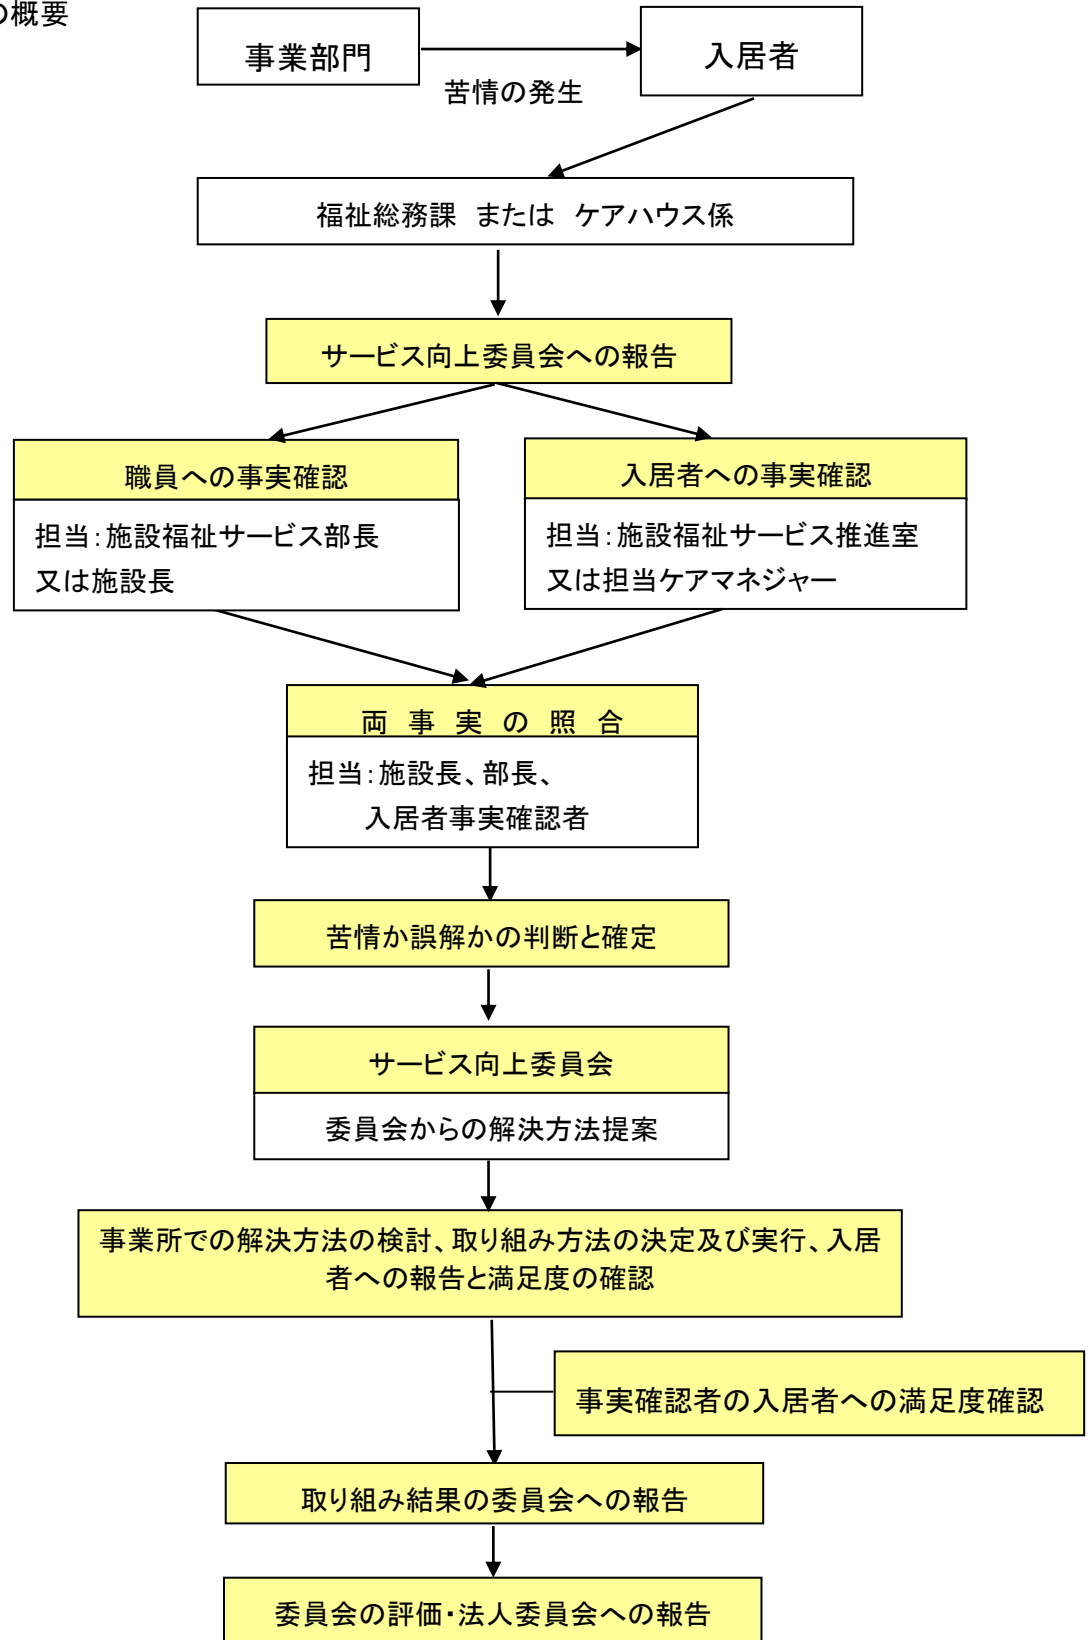 の概要
事業部門
入居者
苦情の発生
福祉総務課 または ケアハウス係
サービス向上委員会への報告
職員への事実確認
担当：施設福祉サービス部長
又は施設長
入居者への事実確認
担当：施設福祉サービス推進室
又は担当ケアマネジャー
両 事 実 の 照 合
担当：施設長、部長、
入居者事実確認者
苦情か誤解かの判断と確定
サービス向上委員会
委員会からの解決方法提案
事業所での解決方法の検討、取り組み方法の決定及び実行、入居
者への報告と満足度の確認
事実確認者の入居者への満足度確認
取り組み結果の委員会への報告
委員会の評価・法人委員会への報告